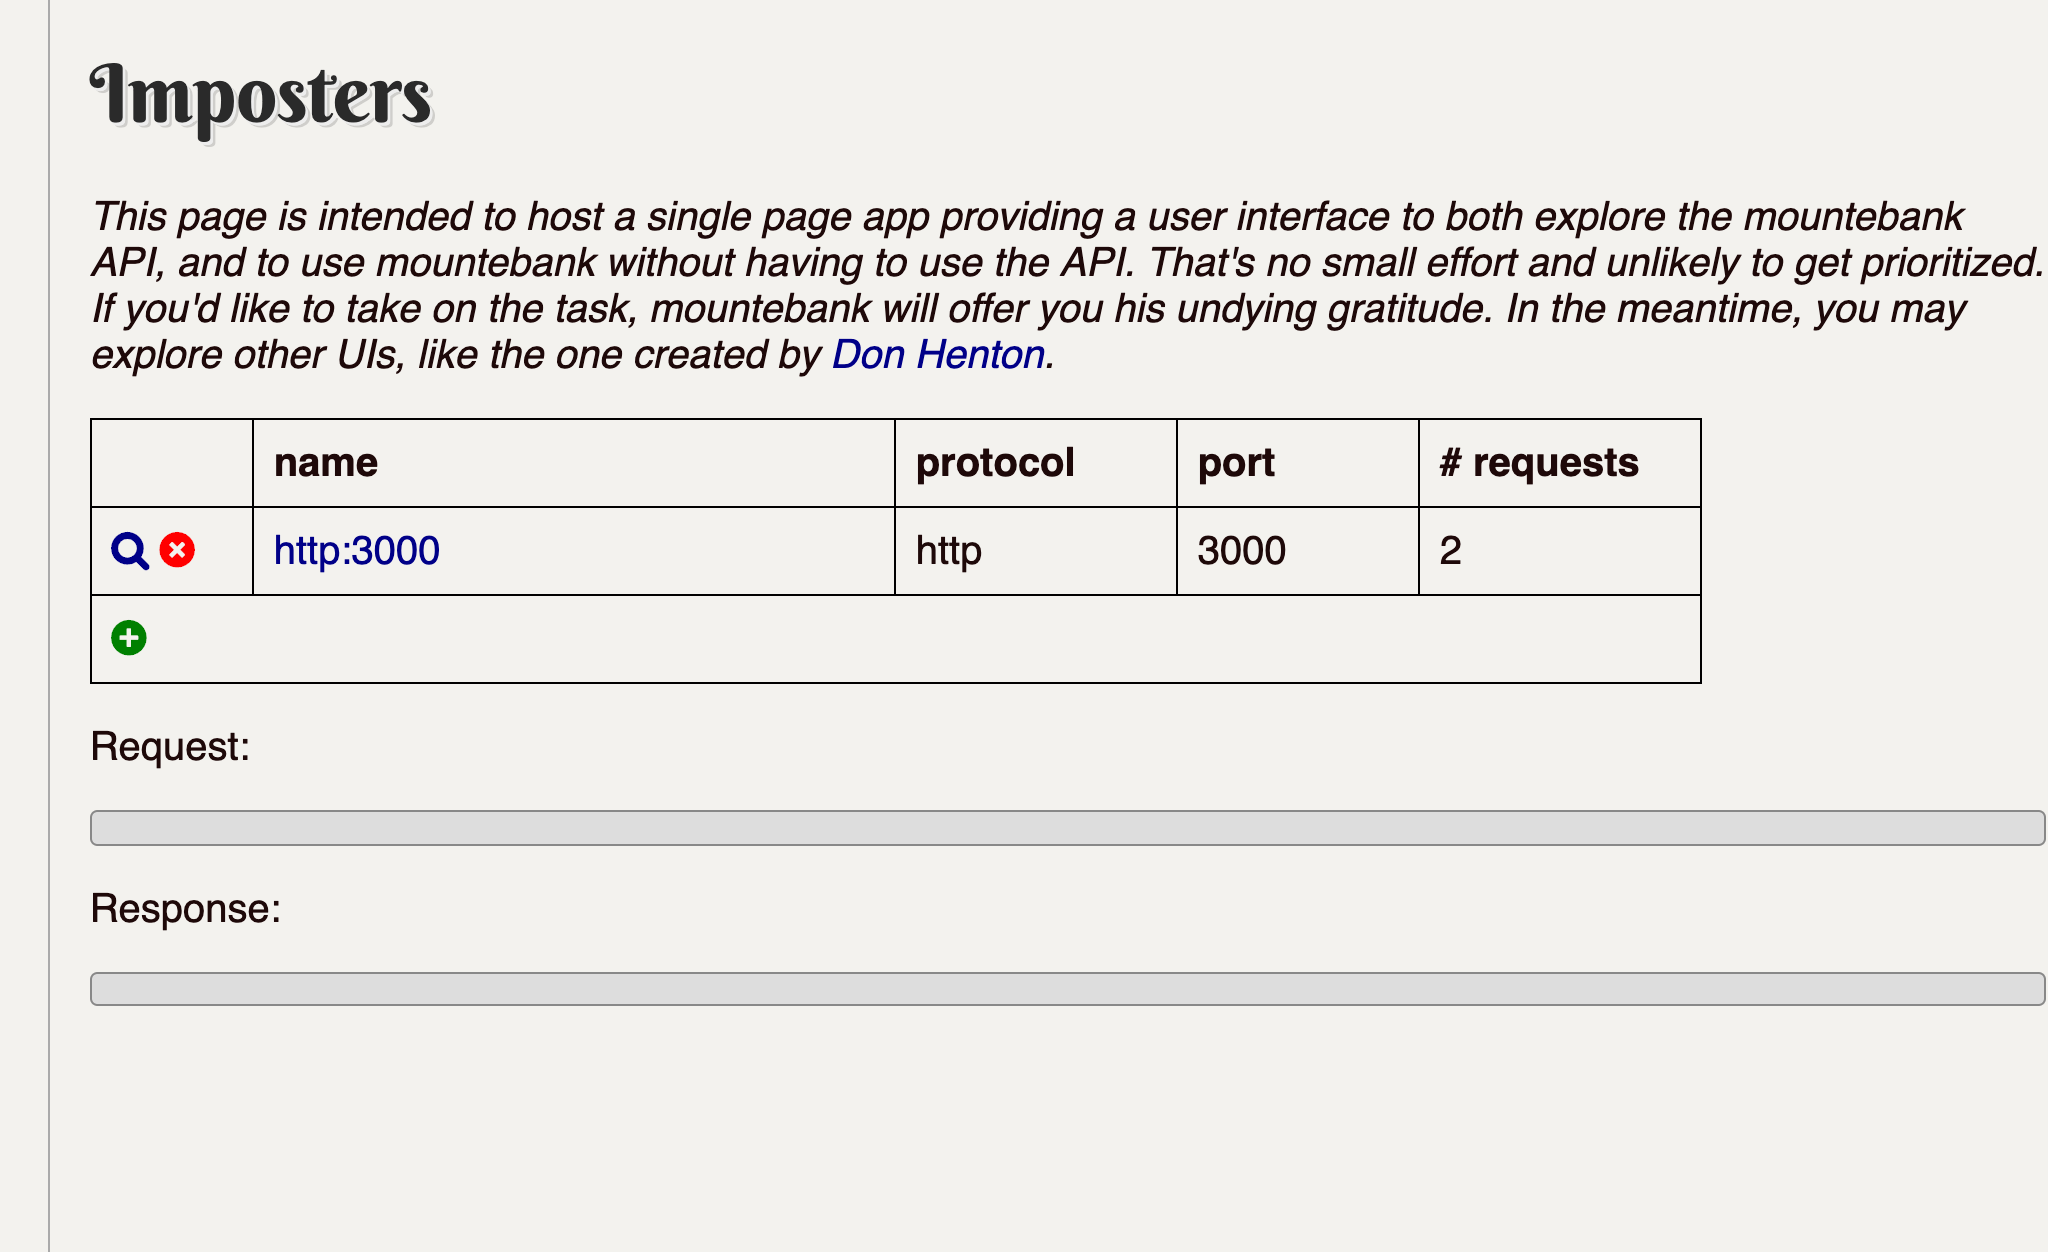 Imposters
This page is intended to host a single page app providing a user interface to both explore the mountebank
API, and to use mountebank without having to use the API. That's no small effort and unlikely to get prioritized.
If you'd like to take on the task, mountebank will offer you his undying gratitude. In the meantime, you may
explore other UIs, like the one created by Don Henton.
name protocol port # requests
http:3000 http 3000 2
Request:
Response: